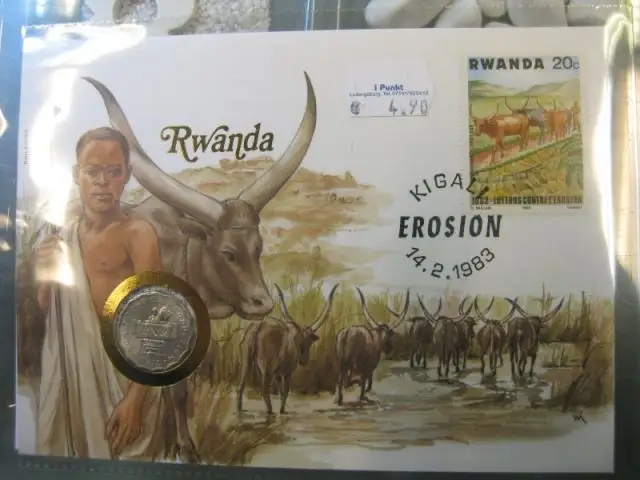 Rwanda
i Punkt
€ 4.90
RWANDA 20c
KIGALI
EROSION
14.2.1983